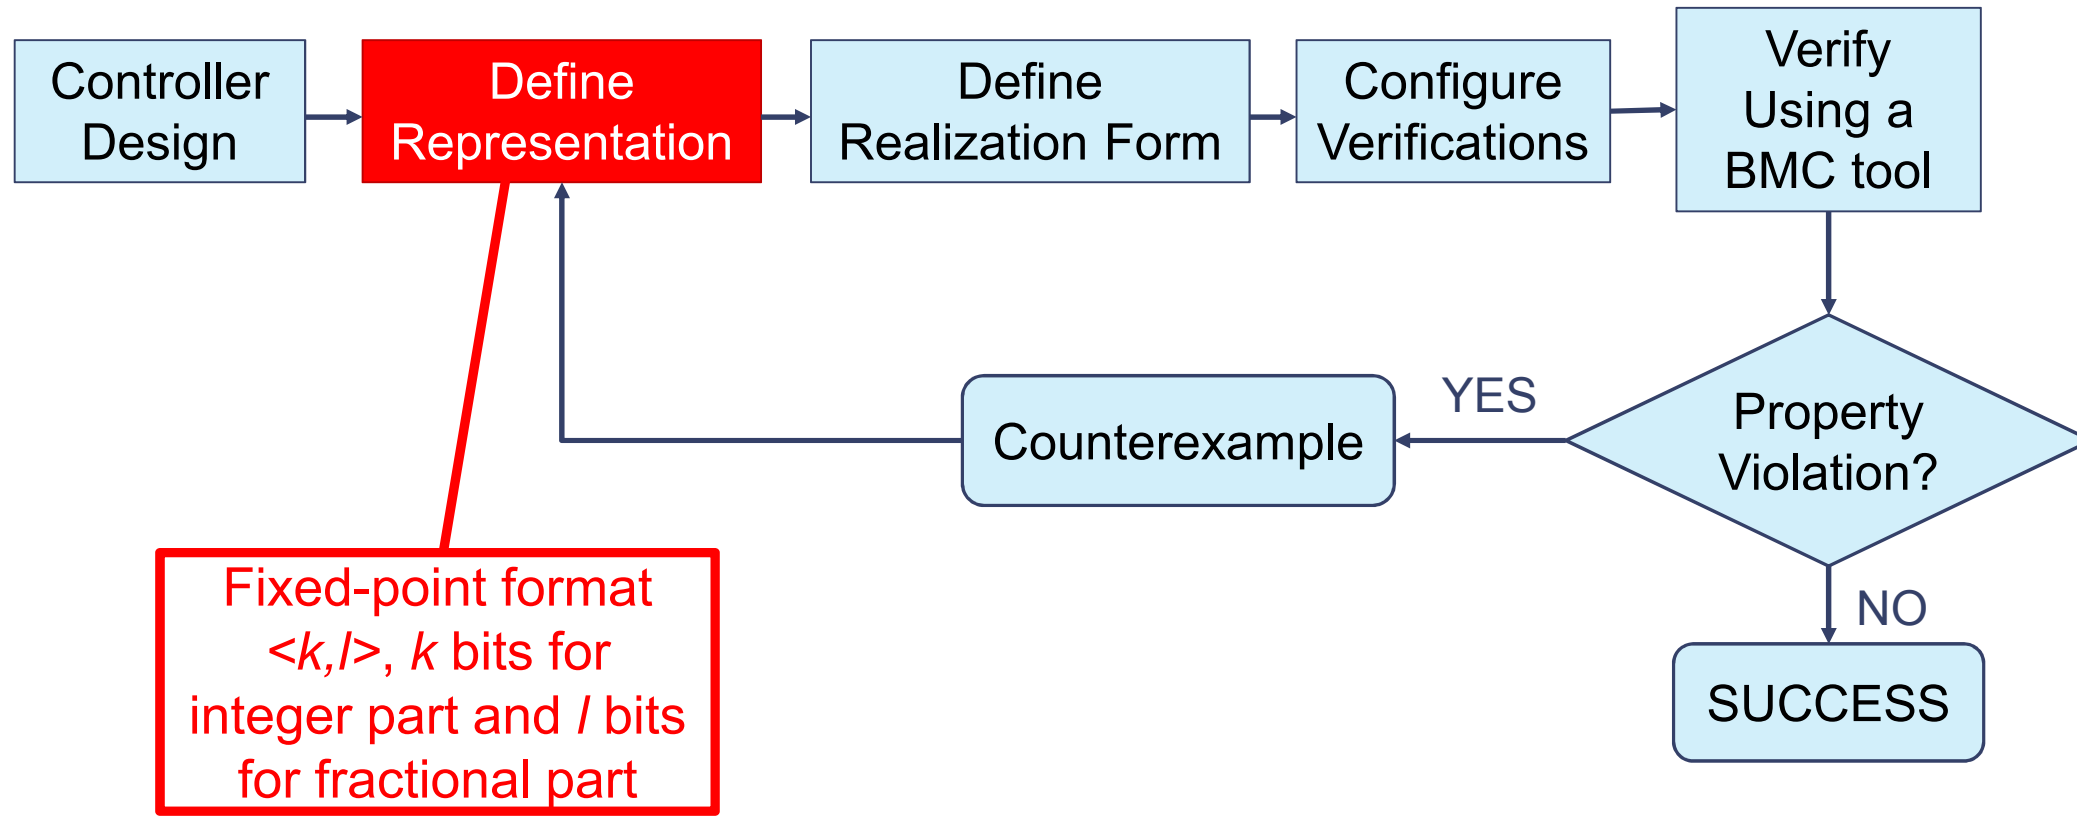 Controller
Design
Define
Representation
Define
Realization Form
Configure
Verifications
Verify
Using a
BMC tool
Property
Violation?
YES
Counterexample
NO
SUCCESS
Fixed-point format
<k,l>, k bits for
integer part and l bits
for fractional part